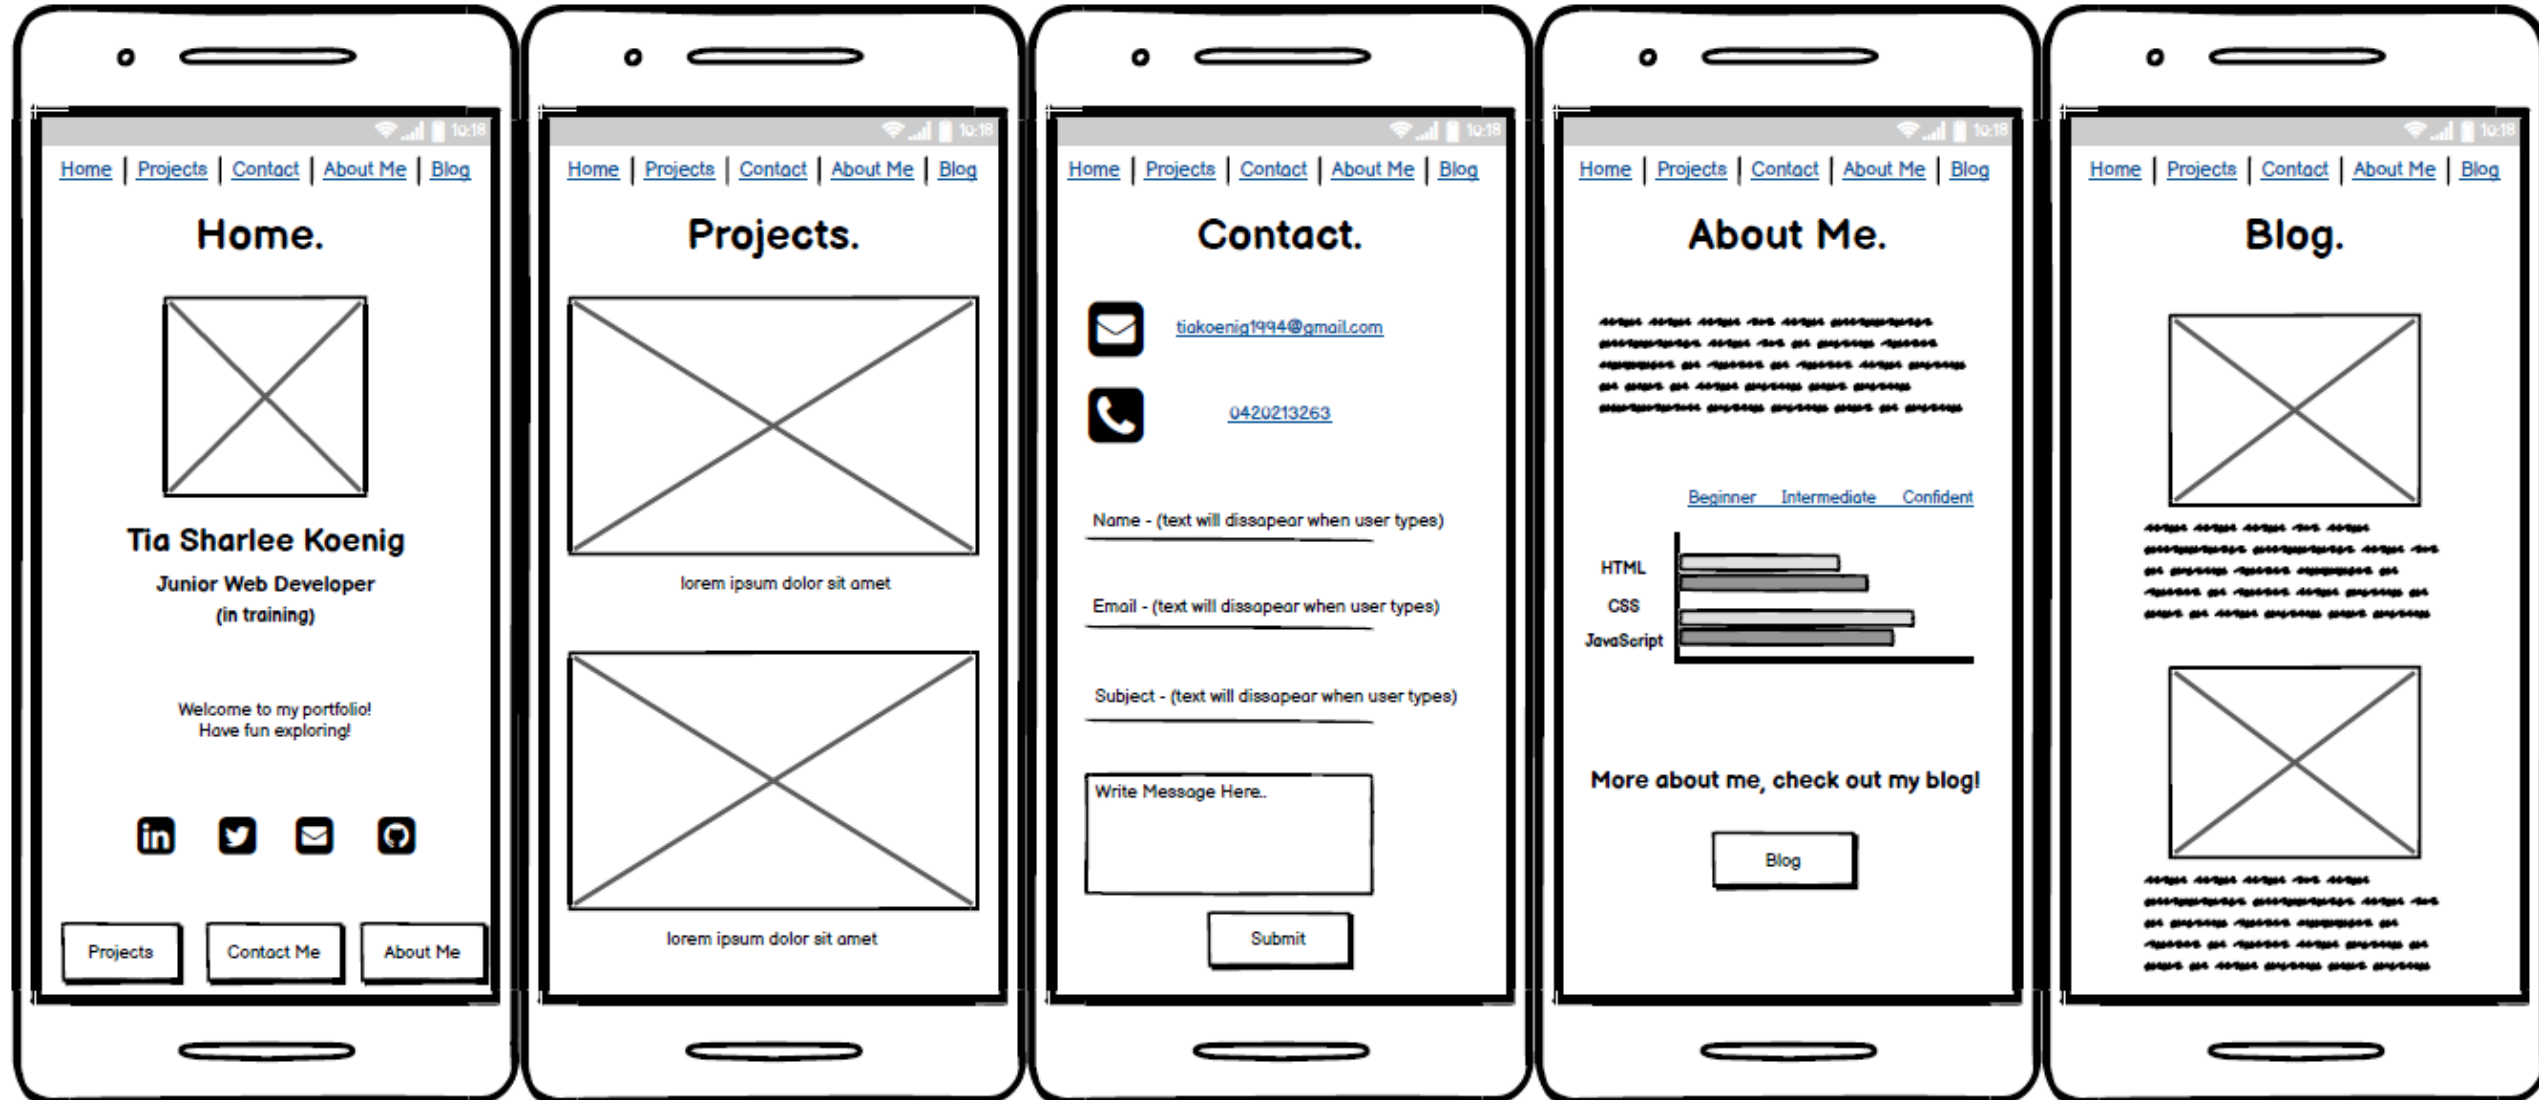 10:18
Home | Projects | Contact | About Me | Blog
Home.
Tia Sharlee Koenig
Junior Web Developer
(in training)
Welcome to my portfolio!
Have fun exploring!
in
Projects
Contact Me
About Me
10:18
Home | Projects | Contact | About Me | Blog
Projects.
lorem ipsum dolor sit amet
lorem ipsum dolor sit amet
10:18
Home | Projects | Contact | About Me | Blog
Contact.
tiakoenig1994@gmail.com
0420213263
Name - (text will dissapear when user types)
Email - (text will dissapear when user types)
Subject - (text will dissapear when user types)
Write Message Here..
Submit
10:18
Home | Projects | Contact | About Me | Blog
About Me.
Beginner Intermediate Confident
HTML
CSS
JavaScript
More about me, check out my blog!
Blog
10:18
Home | Projects | Contact | About Me | Blog
Blog.